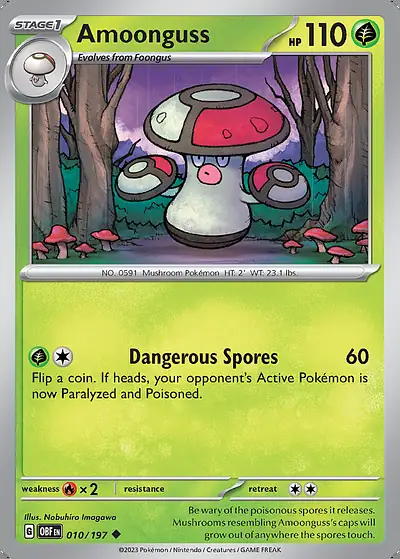 STAGE1
Amoonguss
HP 110
Evolves from Foongus
NO. 0591 Mushroom Pokémon HT: 2' WT: 23.1 lbs.
Dangerous Spores 60
Flip a coin. If heads, your opponent's Active Pokémon is
now Paralyzed and Poisoned.
weakness × 2 resistance retreat
Illus. Nobuhiro Imagawa
G OBF EN 010/197
Be wary of the poisonous spores it releases.
Mushrooms resembling Amoonguss's caps will
grow out of anywhere the spores touch.
©2023 Pokémon / Nintendo / Creatures / GAME FREAK